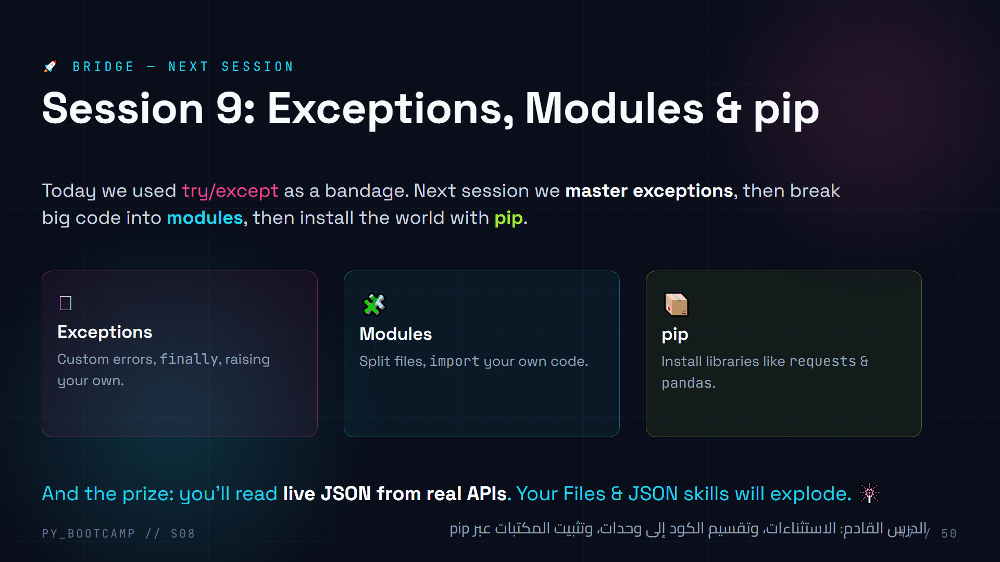 🚀 BRIDGE — NEXT SESSION
Session 9: Exceptions, Modules & pip
Today we used try/except as a bandage. Next session we master exceptions, then break
big code into modules, then install the world with pip.
Exceptions
Custom errors, finally, raising
your own.
🧩
Modules
Split files, import your own code.
📦
pip
Install libraries like requests &
pandas.
And the prize: you’ll read live JSON from real APIs. Your Files & JSON skills will explode. 🎇
الدرس القادم: الاستثناءات، وتقسيم الكود إلى وحدات، وتثبيت المكتبات عبر pip
PY_BOOTCAMP // S08
47 / 50